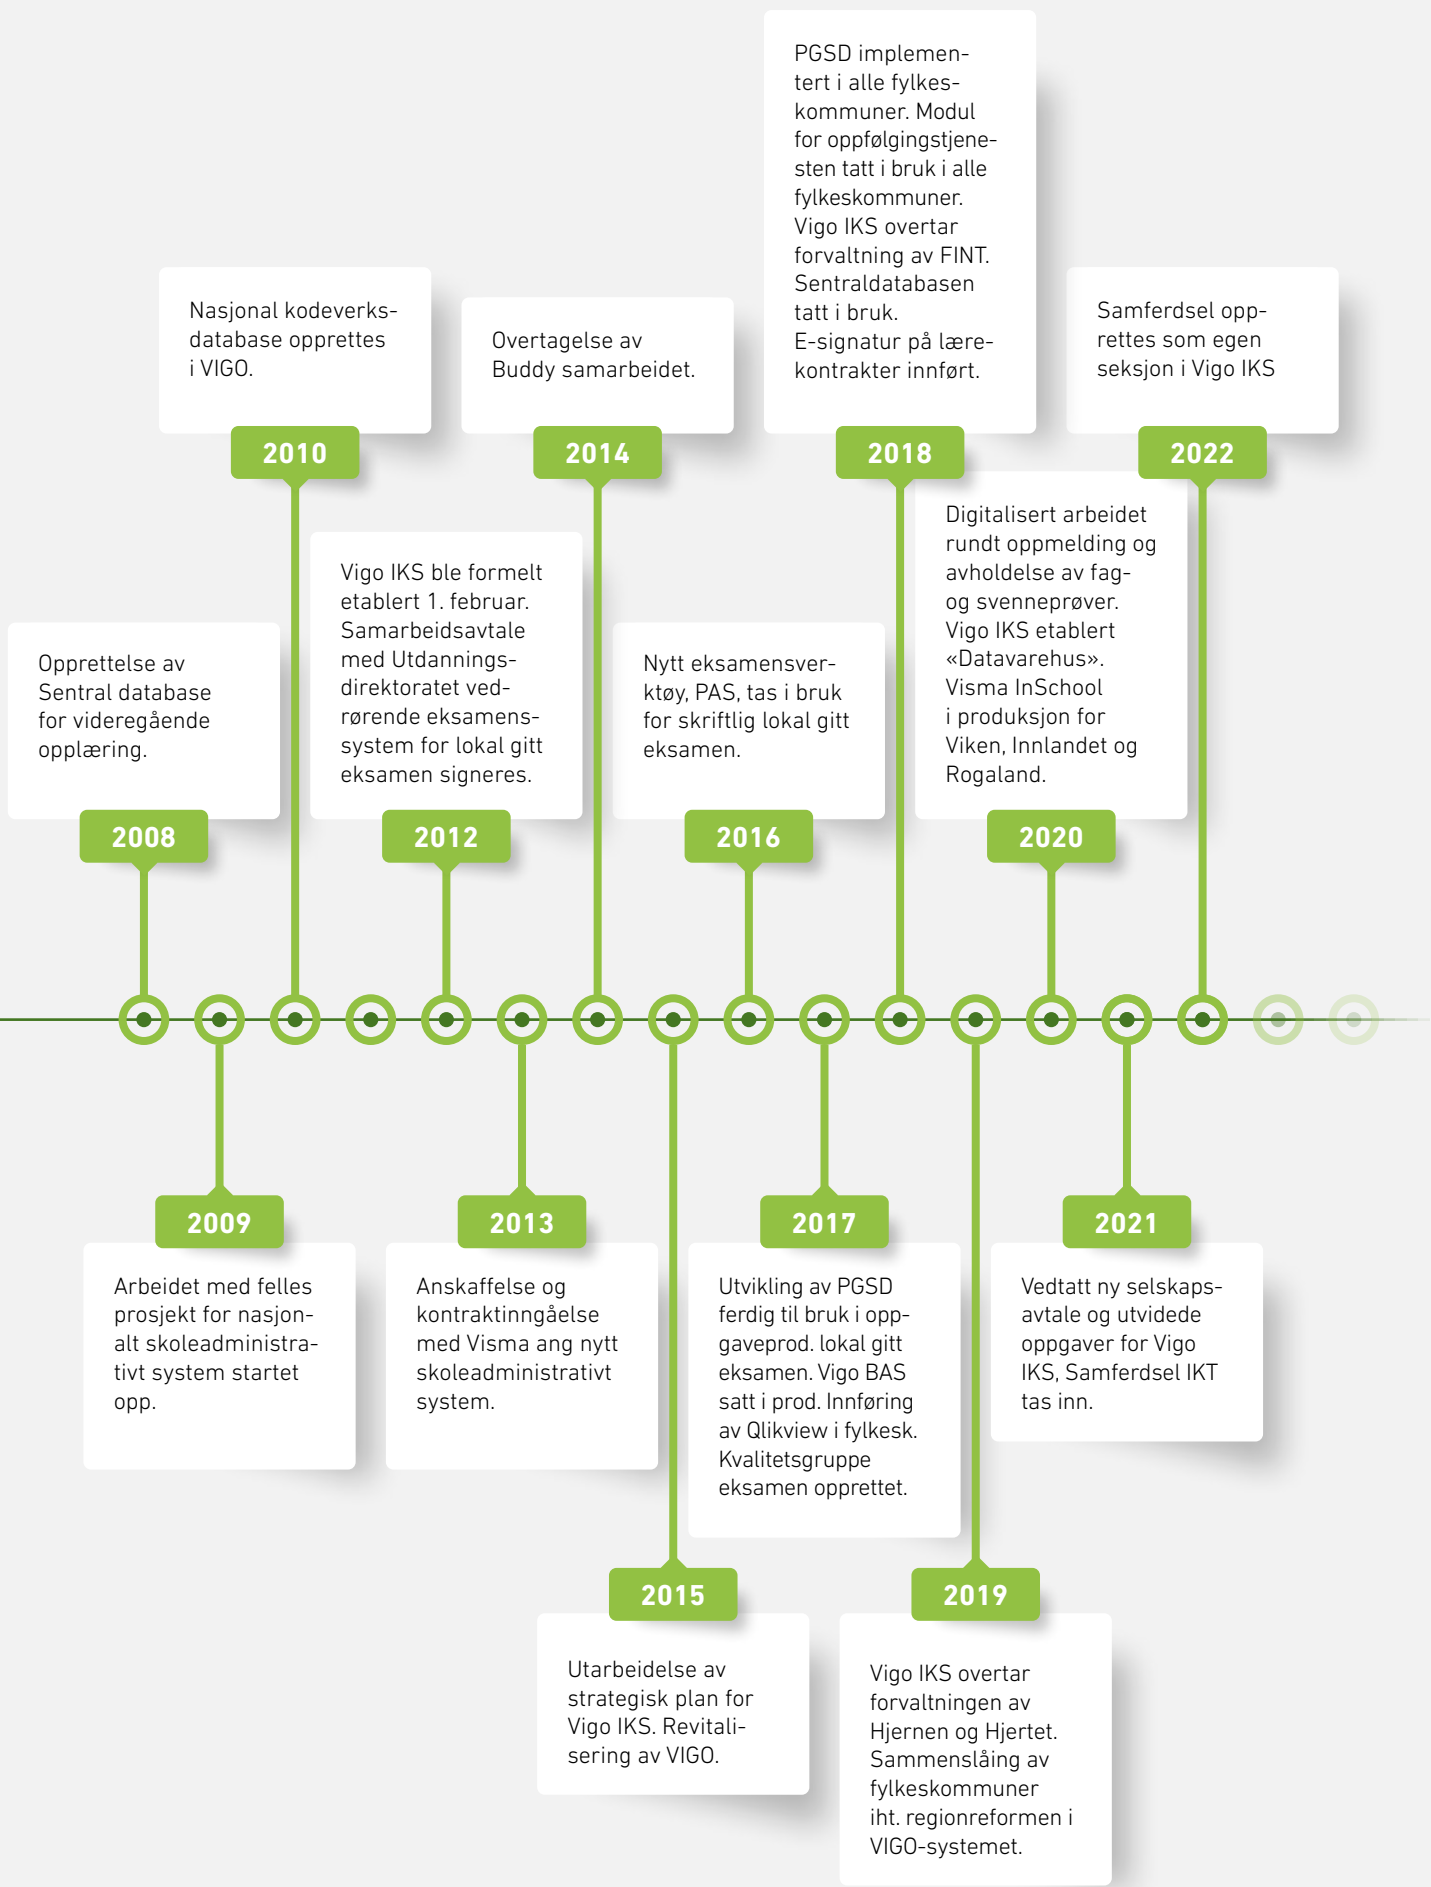 Opprettelse av
Sentral database
for videregående
opplæring.
2008
Arbeidet med felles
prosjekt for nasjon-
alt skoleadministra-
tivt system startet
opp.
2009
Nasjonal kodeverks-
database opprettes
i VIGO.
2010
Vigo IKS ble formelt
etablert 1. februar.
Samarbeidsavtale
med Utdannings-
direktoratet ved-
rørende eksamens-
system for lokal gitt
eksamen signeres.
2012
2013
Anskaffelse og
kontraktinngåelse
med Visma ang nytt
skoleadministrativt
system.
Overtagelse av
Buddy samarbeidet.
2014
2015
Utarbeidelse av
strategisk plan for
Vigo IKS. Revitali-
sering av VIGO.
Nytt eksamensver-
ktøy, PAS, tas i bruk
for skriftlig lokal gitt
eksamen.
2016
2017
Utvikling av PGSD
ferdig til bruk i opp-
gaveprod. lokal gitt
eksamen. Vigo BAS
satt i prod. Innføring
av Qlikview i fylkesk.
Kvalitetsgruppe
eksamen opprettet.
PGSD implemen-
tert i alle fylkes-
kommuner. Modul
for oppfølgingstjene-
sten tatt i bruk i alle
fylkeskommuner.
Vigo IKS overtar
forvaltning av FINT.
Sentraldatabasen
tatt i bruk.
E-signatur på lære-
kontrakter innført.
2018
2019
Vigo IKS overtar
forvaltningen av
Hjernen og Hjertet.
Sammenslåing av
fylkeskommuner
iht. regionreformen i
VIGO-systemet.
Digitalisert arbeidet
rundt oppmelding og
avholdelse av fag-
og svenneprøver.
Vigo IKS etablert
«Datavarehus».
Visma InSchool
i produksjon for
Viken, Innlandet og
Rogaland.
2020
2021
Vedtatt ny selskaps-
avtale og utvidede
oppgaver for Vigo
IKS, Samferdsel IKT
tas inn.
Samferdsel opp-
rettes som egen
seksjon i Vigo IKS
2022